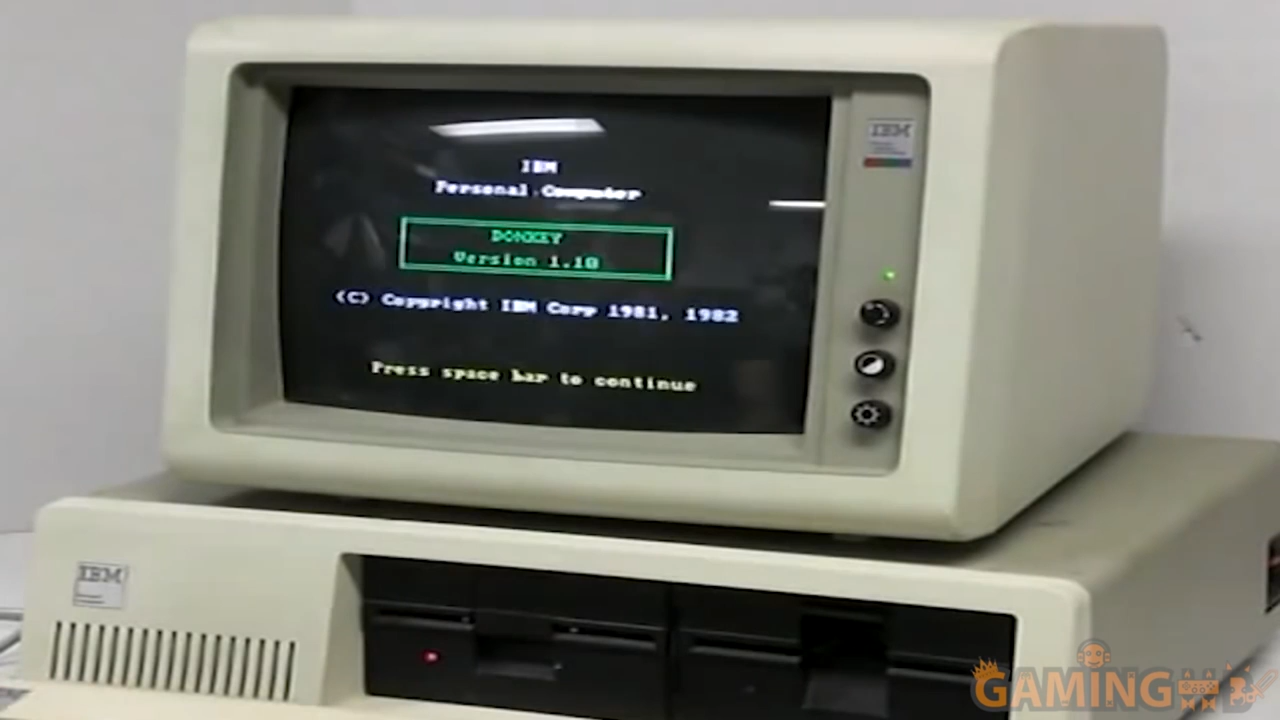 IBM
Personal Computer
DONKEY
Version 1.10
(C) Copyright IBM Corp 1981, 1982
Press space bar to continue
IBM
IBM
GAMING